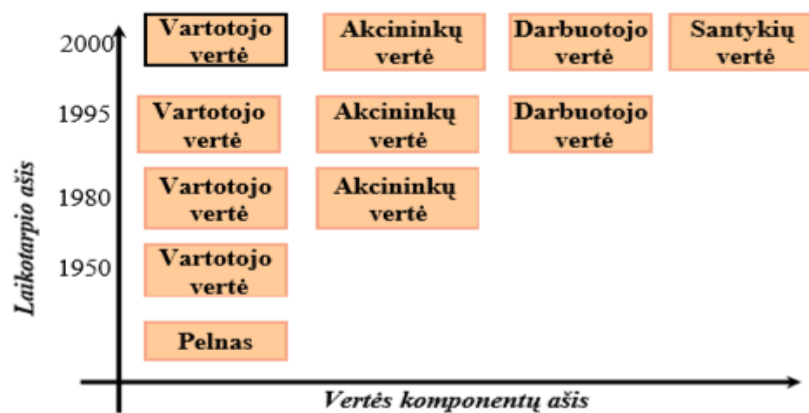 2000
Vartotojo
vertė
Akcininkų
vertė
Darbuotojo
vertė
Santykių
vertė
1995
Vartotojo
vertė
Akcininkų
vertė
Darbuotojo
vertė
1980
Vartotojo
vertė
Akcininkų
vertė
1950
Vartotojo
vertė
Pelnas
Laikotarpio ašis
Vertės komponentų ašis